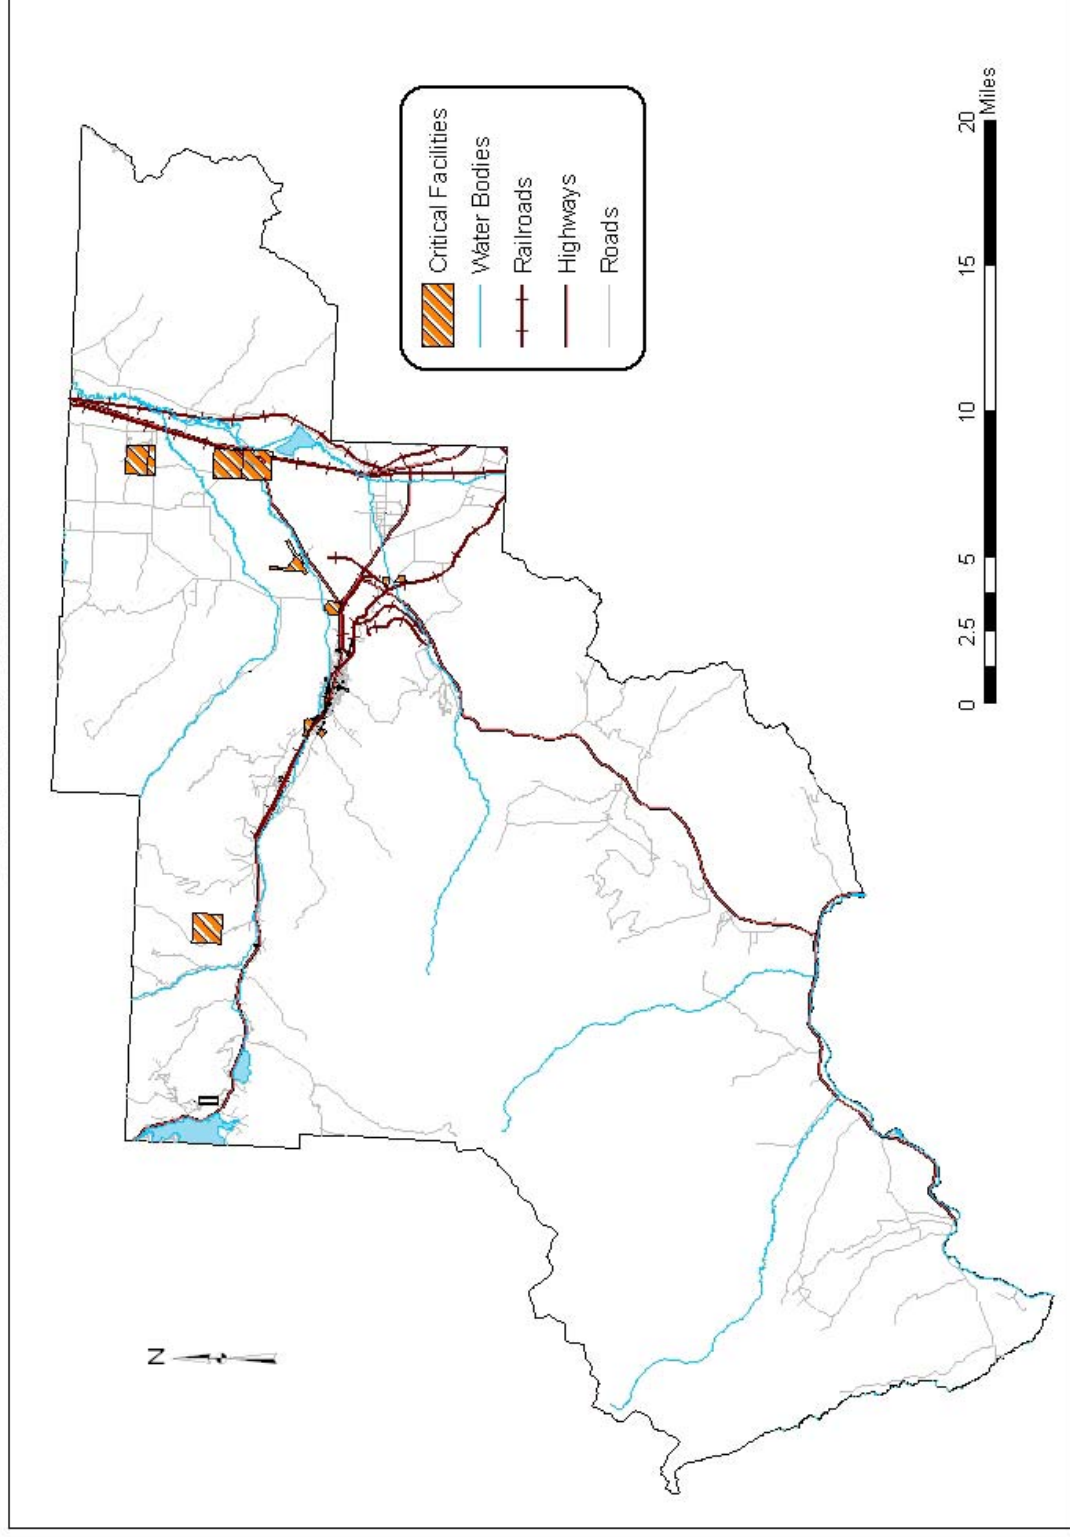 N
Critical Facilities
Water Bodies
Railroads
Highways
Roads
0 2.5 5 10 15 20
Miles